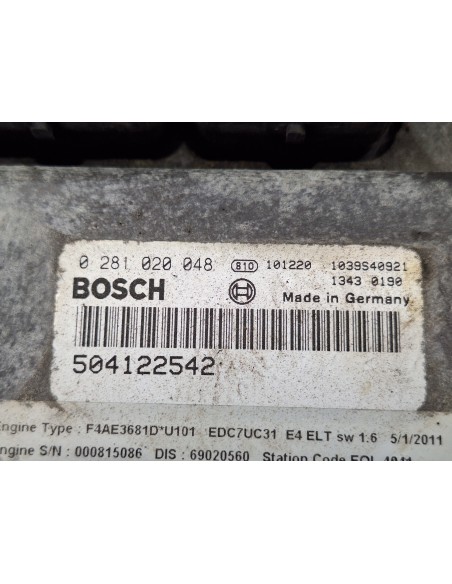 0 281 020 048 810 101220 1039S40921
BOSCH 1343 0190
Made in Germany
504122542
Engine Type : F4AE3681D*U101 EDC7UC31 E4 ELT sw 1.6 5/1/2011
Engine S/N : 000815086 DIS : 69020560 Station Code EOL